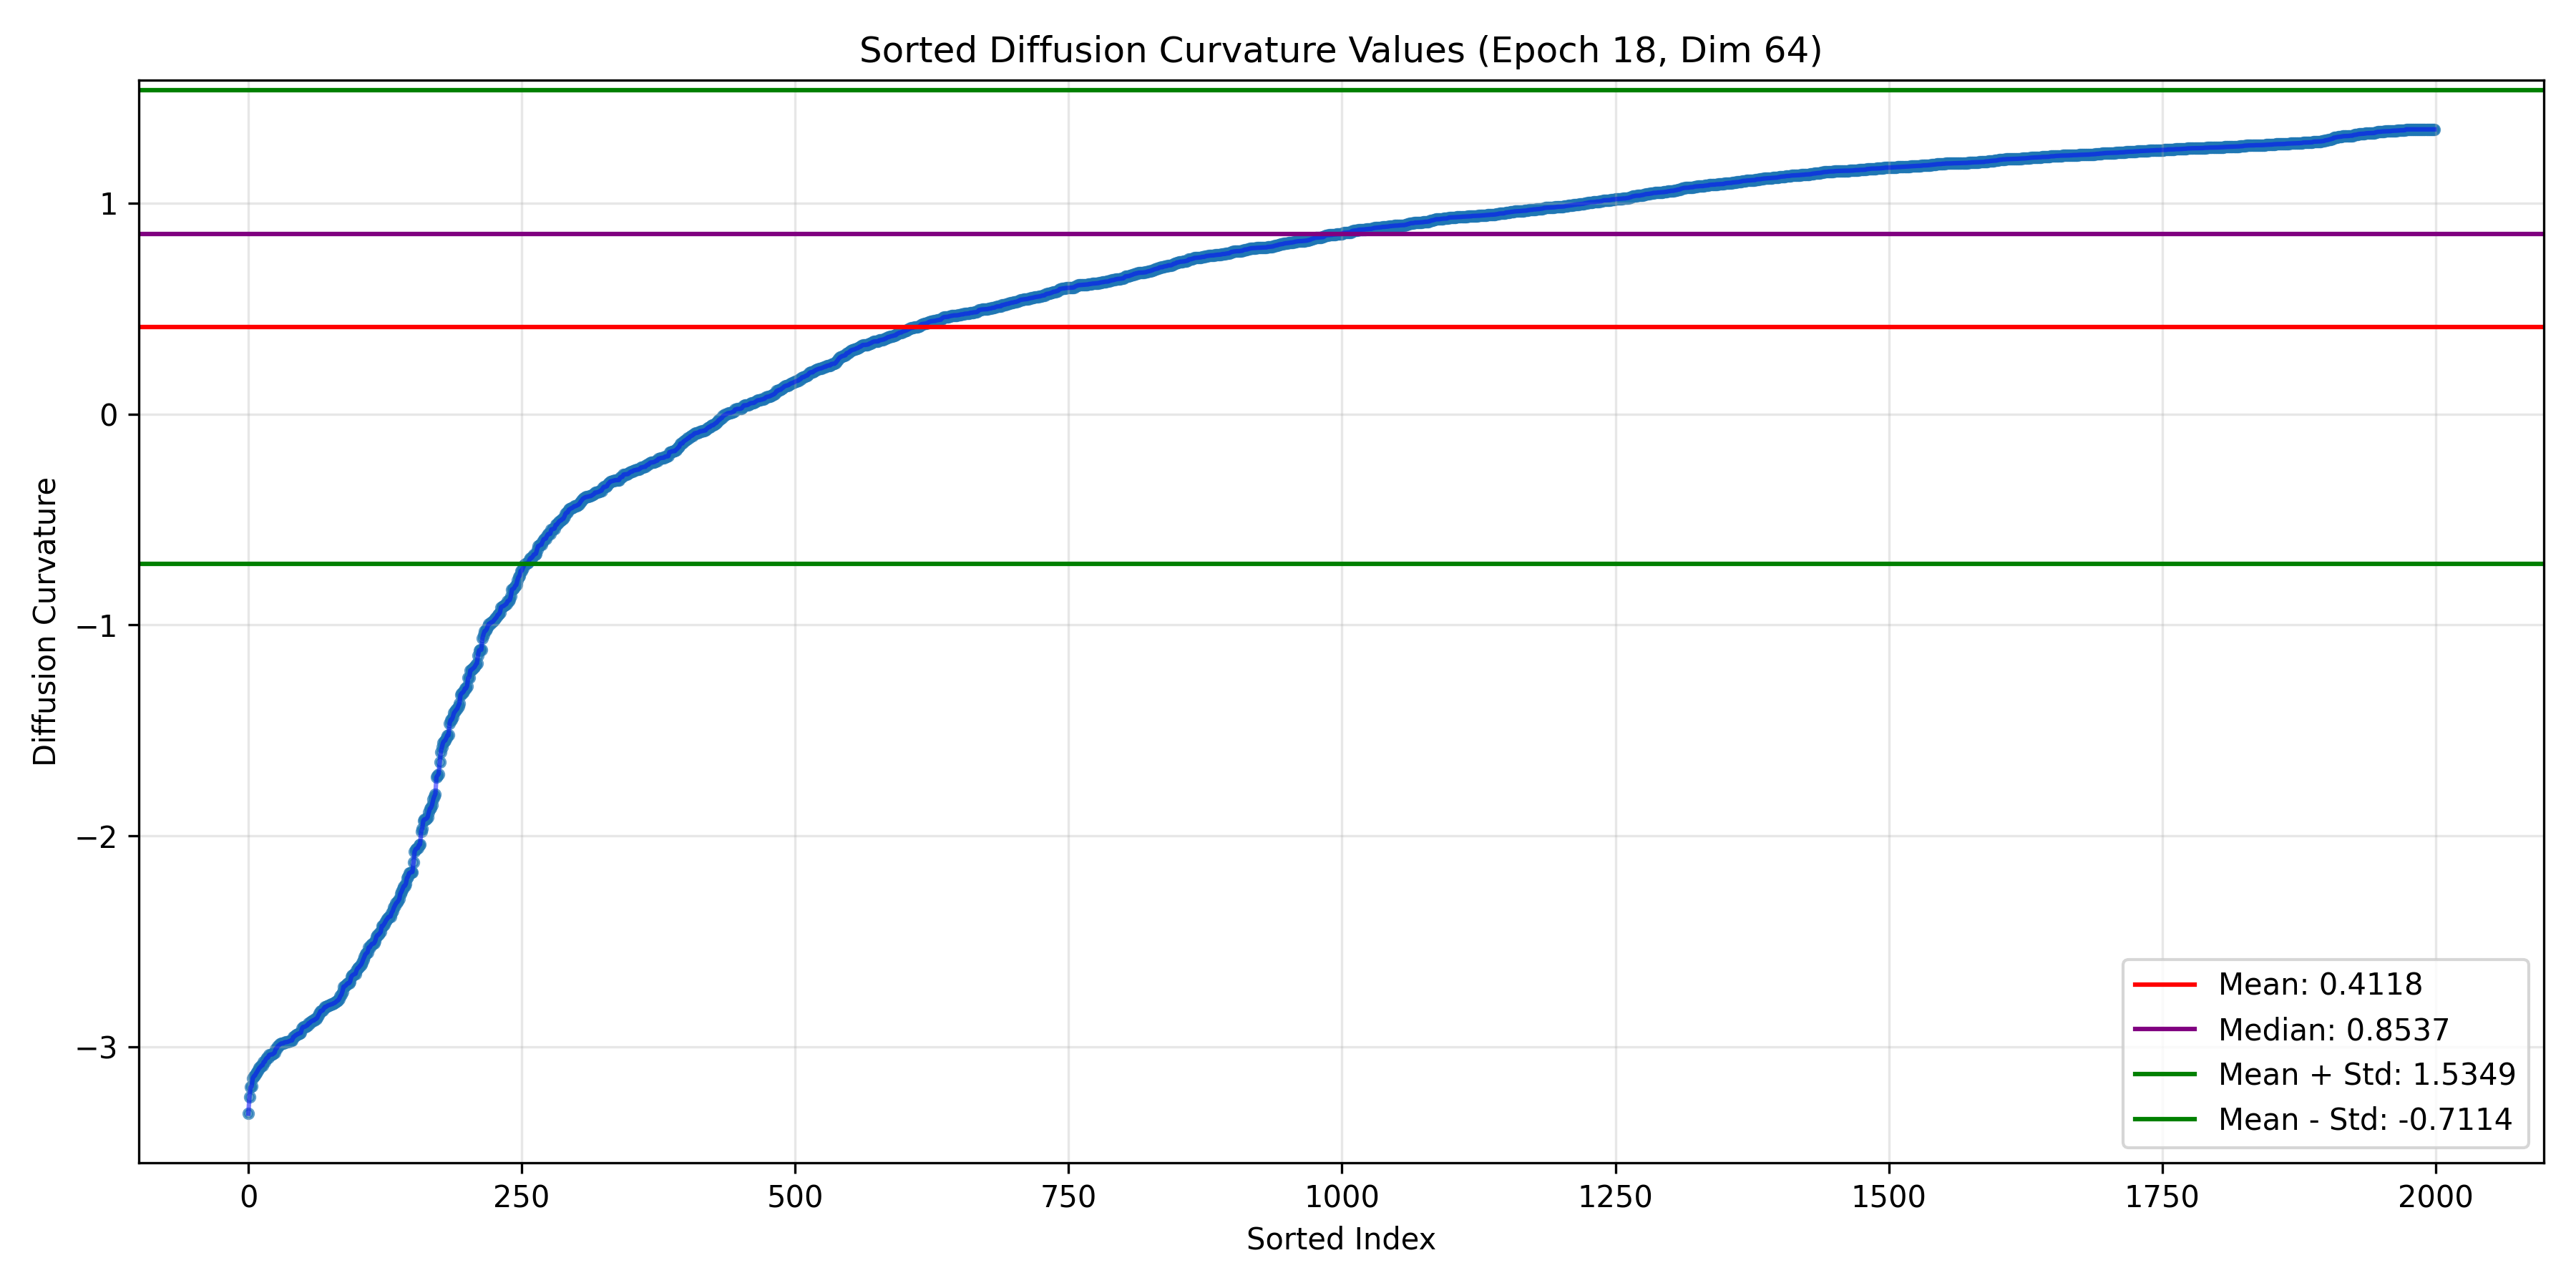 Sorted Diffusion Curvature Values (Epoch 18, Dim 64)
Diffusion Curvature
1
0
−1
−2
−3
0 250 500 750 1000 1250 1500 1750 2000
Sorted Index
Mean: 0.4118
Median: 0.8537
Mean + Std: 1.5349
Mean - Std: -0.7114